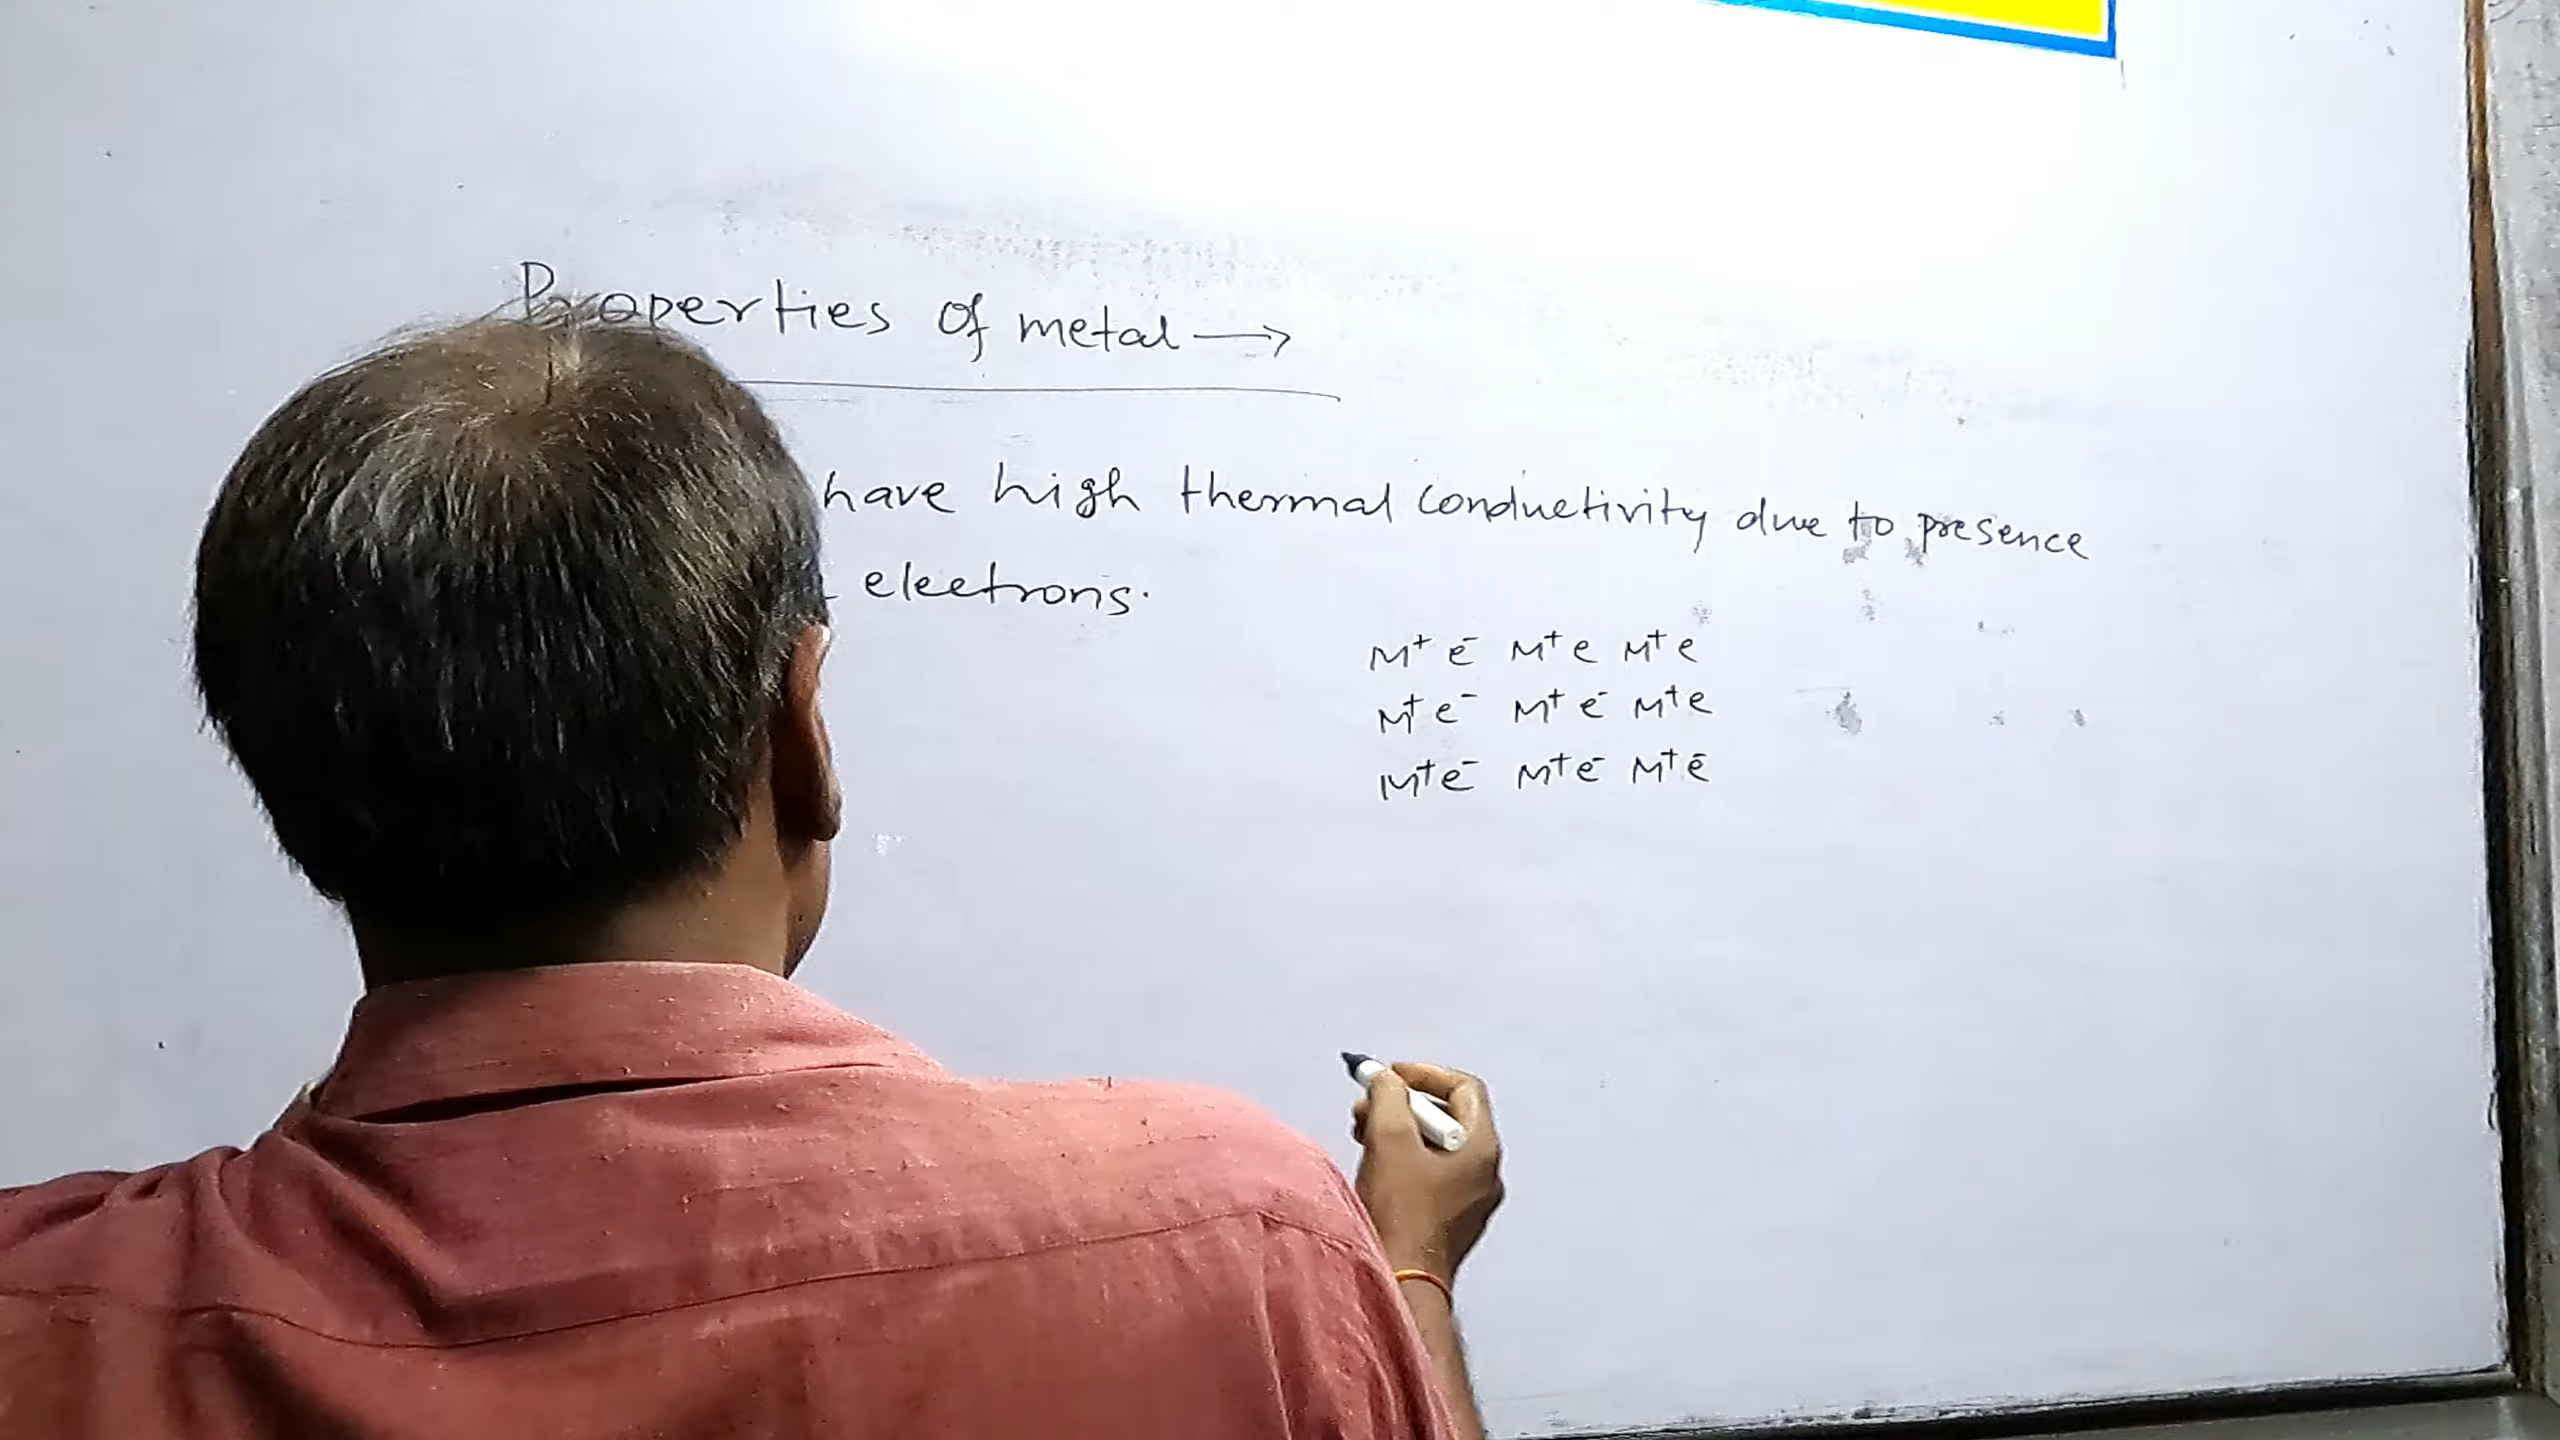 Properties of metal →
have high thermal conductivity due to presence
electrons.
M⁺ e⁻ M⁺ e M⁺ e
M⁺ e⁻ M⁺ e⁻ M⁺ e
M⁺ e⁻ M⁺ e⁻ M⁺ e⁻